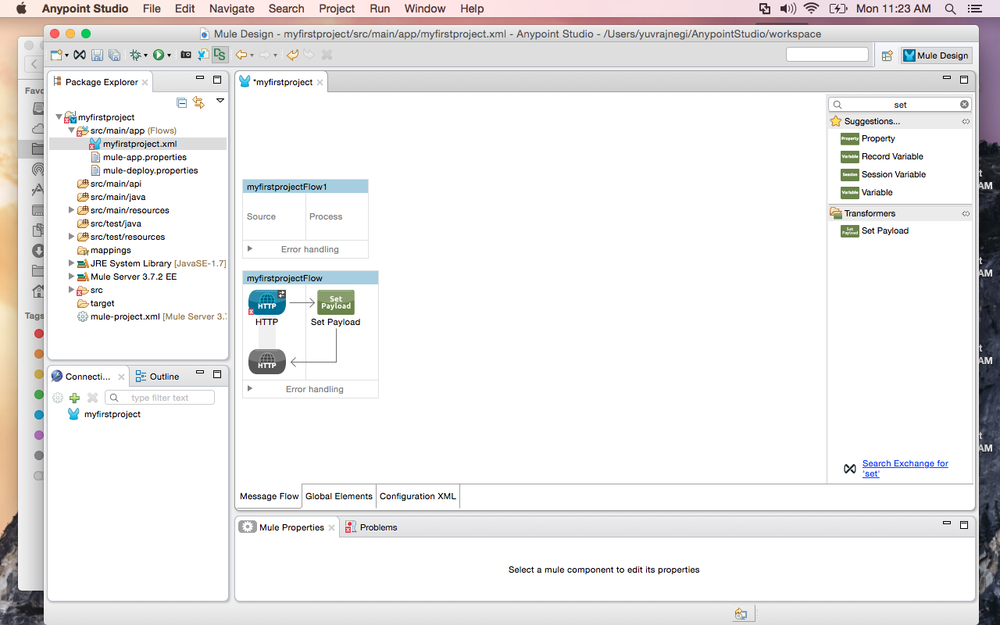 Anypoint Studio File Edit Navigate Search Project Run Window Help Mon 11:23 AM
Mule Design - myfirstproject/src/main/app/myfirstproject.xml - Anypoint Studio - /Users/yuvrajnegi/AnypointStudio/workspace
Mule Design
Package Explorer
myfirstproject
src/main/app (Flows)
myfirstproject.xml
mule-app.properties
mule-deploy.properties
src/main/api
src/main/java
src/main/resources
src/test/java
src/test/resources
mappings
JRE System Library [JavaSE-1.7]
Mule Server 3.7.2 EE
src
target
mule-project.xml [Mule Server 3.7
Connecti...
Outline
type filter text
myfirstproject
Favo
Tags
*myfirstproject
myfirstprojectFlow1
Source
Process
Error handling
myfirstprojectFlow
HTTP
Set
Payload
HTTP
Set Payload
HTTP
Error handling
set
Suggestions...
Property Property
Variable Record Variable
Session Session Variable
Variable Variable
Transformers
Set
Payload
Set Payload
Search Exchange for
'set'
Message Flow
Global Elements
Configuration XML
Mule Properties
Problems
Select a mule component to edit its properties
t
AM
t
AM
t
AM
t
AM